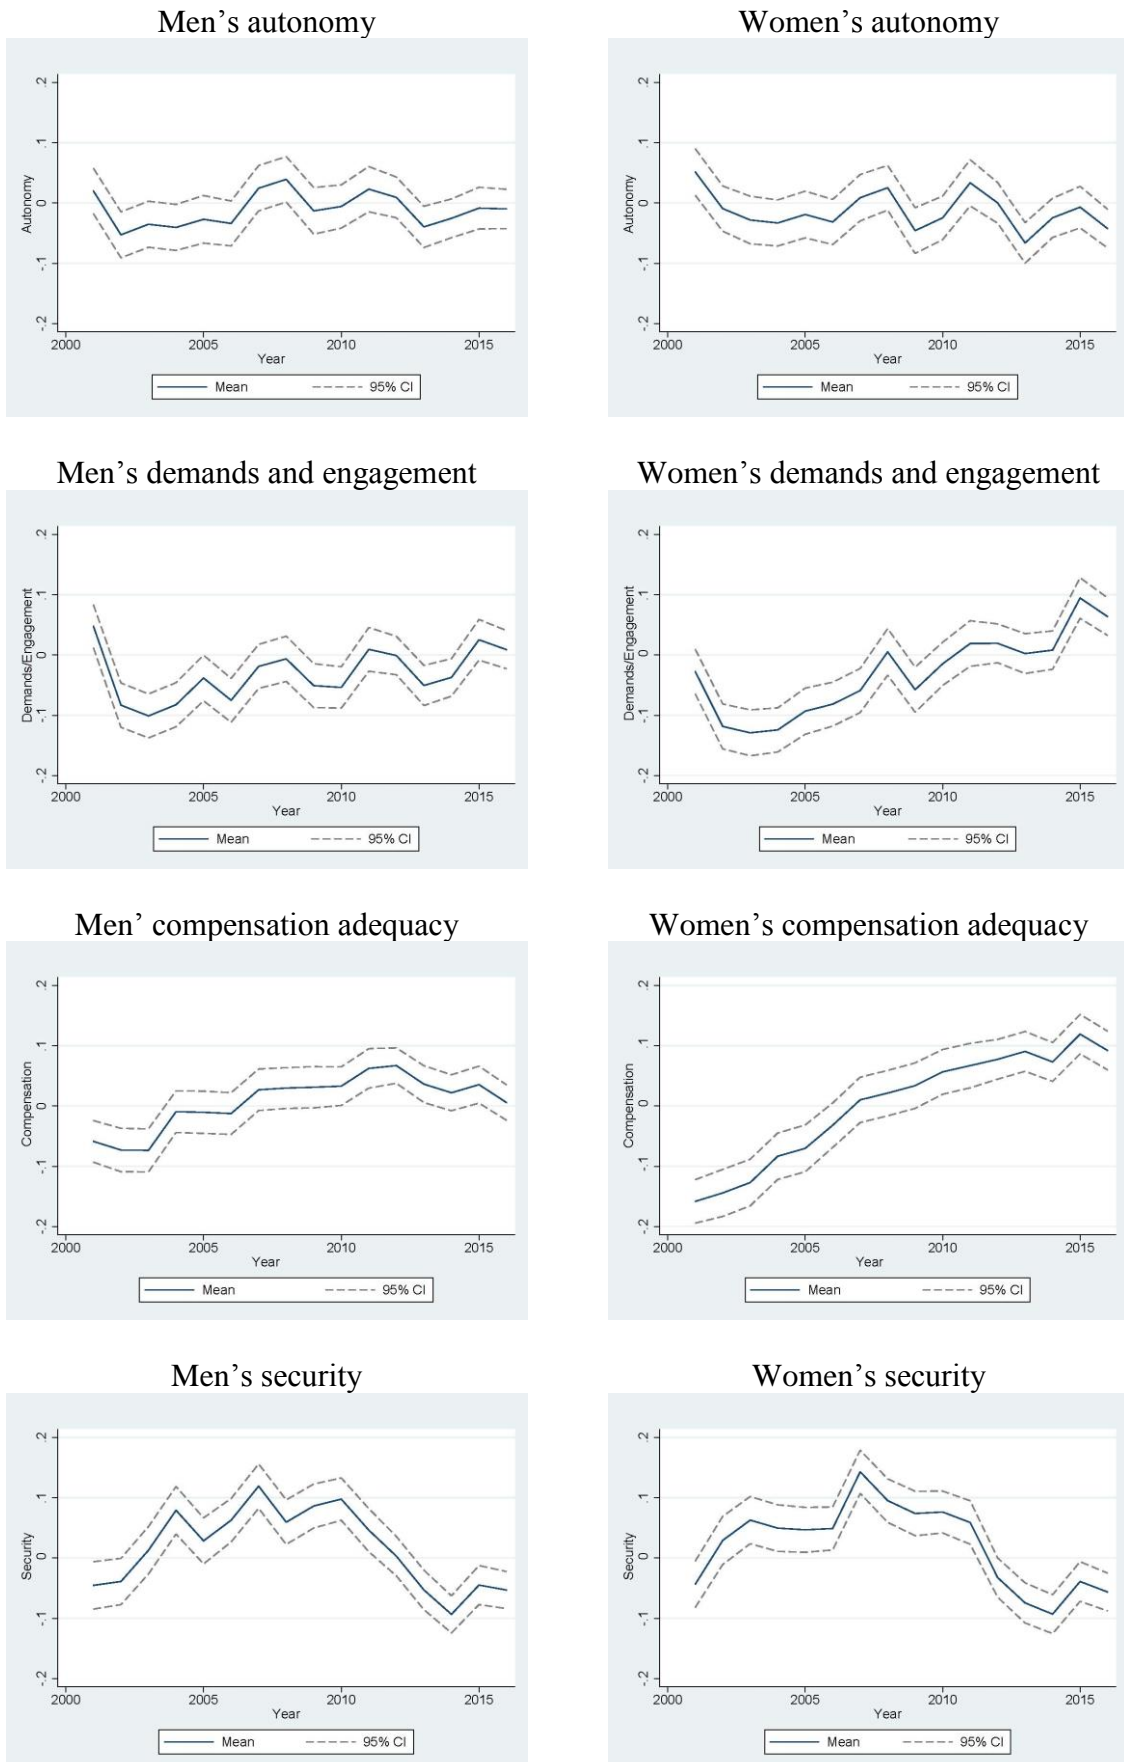 Men's autonomy
.2
.1
0
-.1
-.2
Autonomy
2000 2005 2010 2015
Year
Mean 95% CI
Women's autonomy
.2
.1
0
-.1
-.2
Autonomy
2000 2005 2010 2015
Year
Mean 95% CI
Men's demands and engagement
.2
.1
0
-.1
-.2
Demands/Engagement
2000 2005 2010 2015
Year
Mean 95% CI
Women's demands and engagement
.2
.1
0
-.1
-.2
Demands/Engagement
2000 2005 2010 2015
Year
Mean 95% CI
Men' compensation adequacy
.2
.1
0
-.1
-.2
Compensation
2000 2005 2010 2015
Year
Mean 95% CI
Women's compensation adequacy
.2
.1
0
-.1
-.2
Compensation
2000 2005 2010 2015
Year
Mean 95% CI
Men's security
.2
.1
0
-.1
-.2
Security
2000 2005 2010 2015
Year
Mean 95% CI
Women's security
.2
.1
0
-.1
-.2
Security
2000 2005 2010 2015
Year
Mean 95% CI